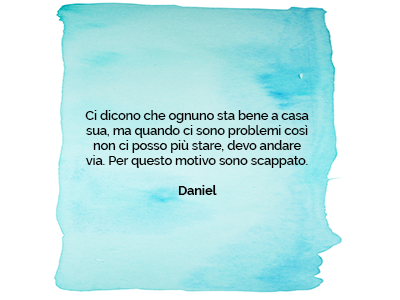 Ci dicono che ognuno sta bene a casa
sua, ma quando ci sono problemi così
non ci posso più stare, devo andare
via. Per questo motivo sono scappato.
Daniel